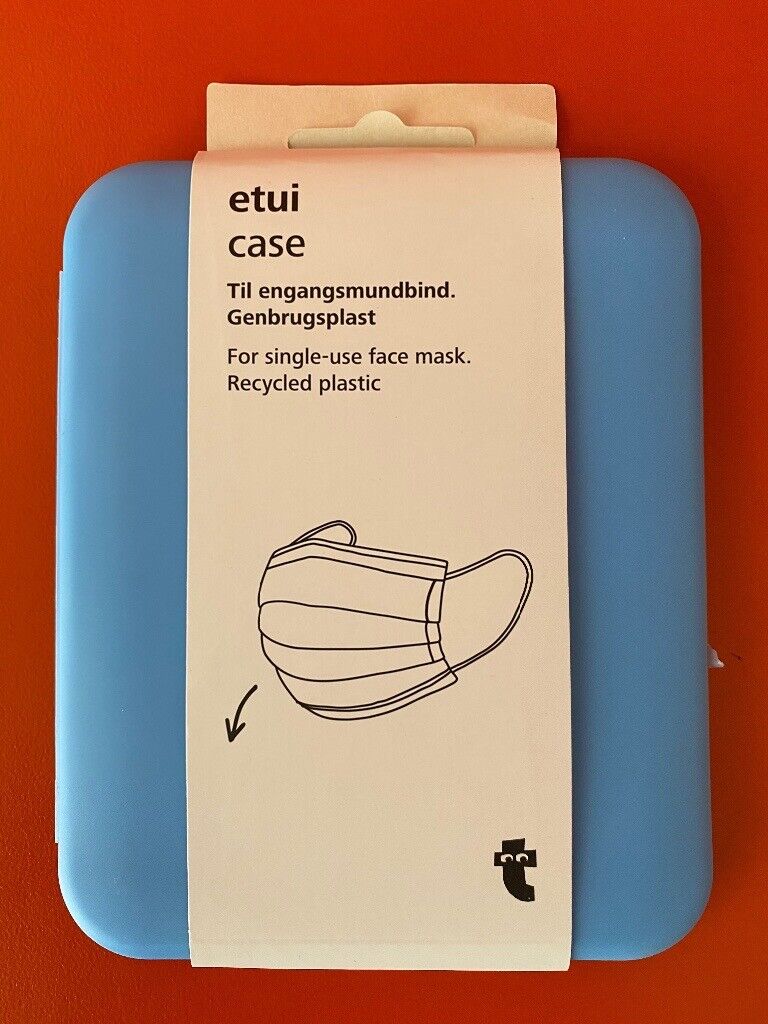 etui
case
Til engangsmundbind.
Genbrugsplast
For single-use face mask.
Recycled plastic
t